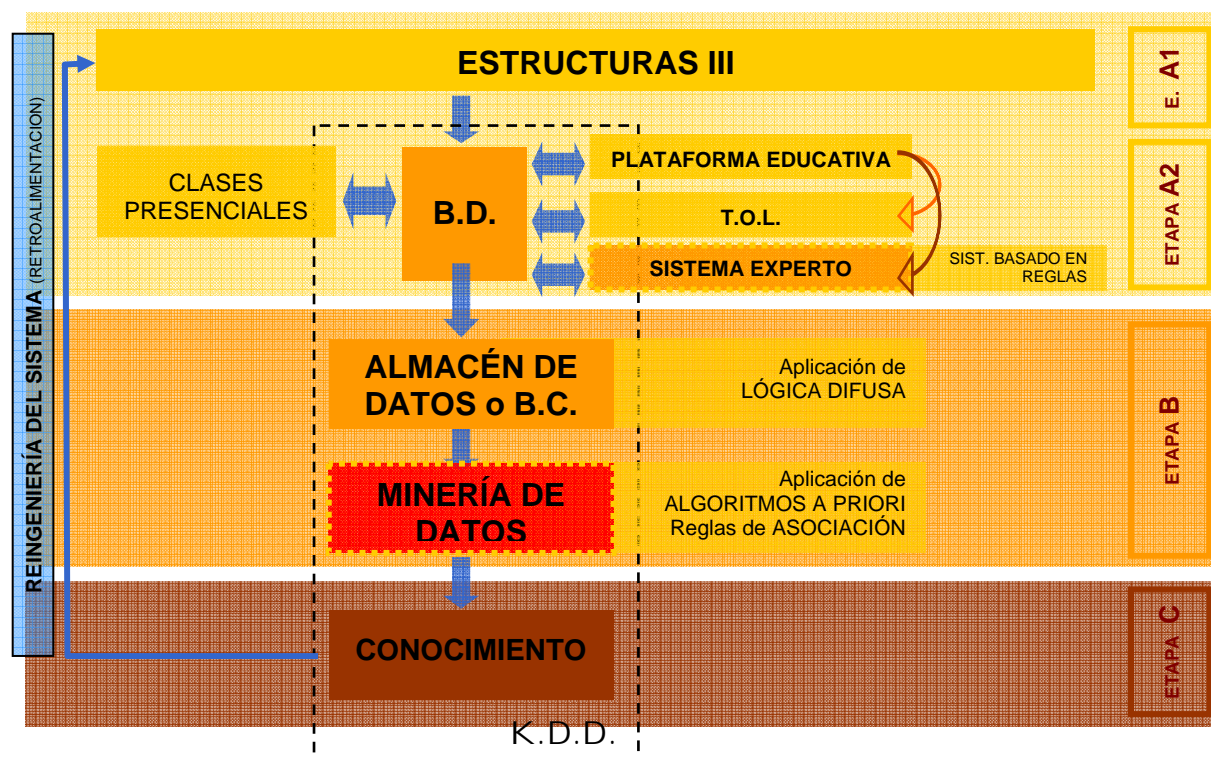 REINGENIERÍA DEL SISTEMA (RETROALIMENTACION)
ESTRUCTURAS III
E. A1
CLASES
PRESENCIALES
B.D.
PLATAFORMA EDUCATIVA
T.O.L.
SISTEMA EXPERTO
SIST. BASADO EN
REGLAS
ETAPA A2
ALMACÉN DE
DATOS o B.C.
Aplicación de
LÓGICA DIFUSA
MINERÍA DE
DATOS
Aplicación de
ALGORITMOS A PRIORI
Reglas de ASOCIACIÓN
ETAPA B
CONOCIMIENTO
ETAPA C
K.D.D.